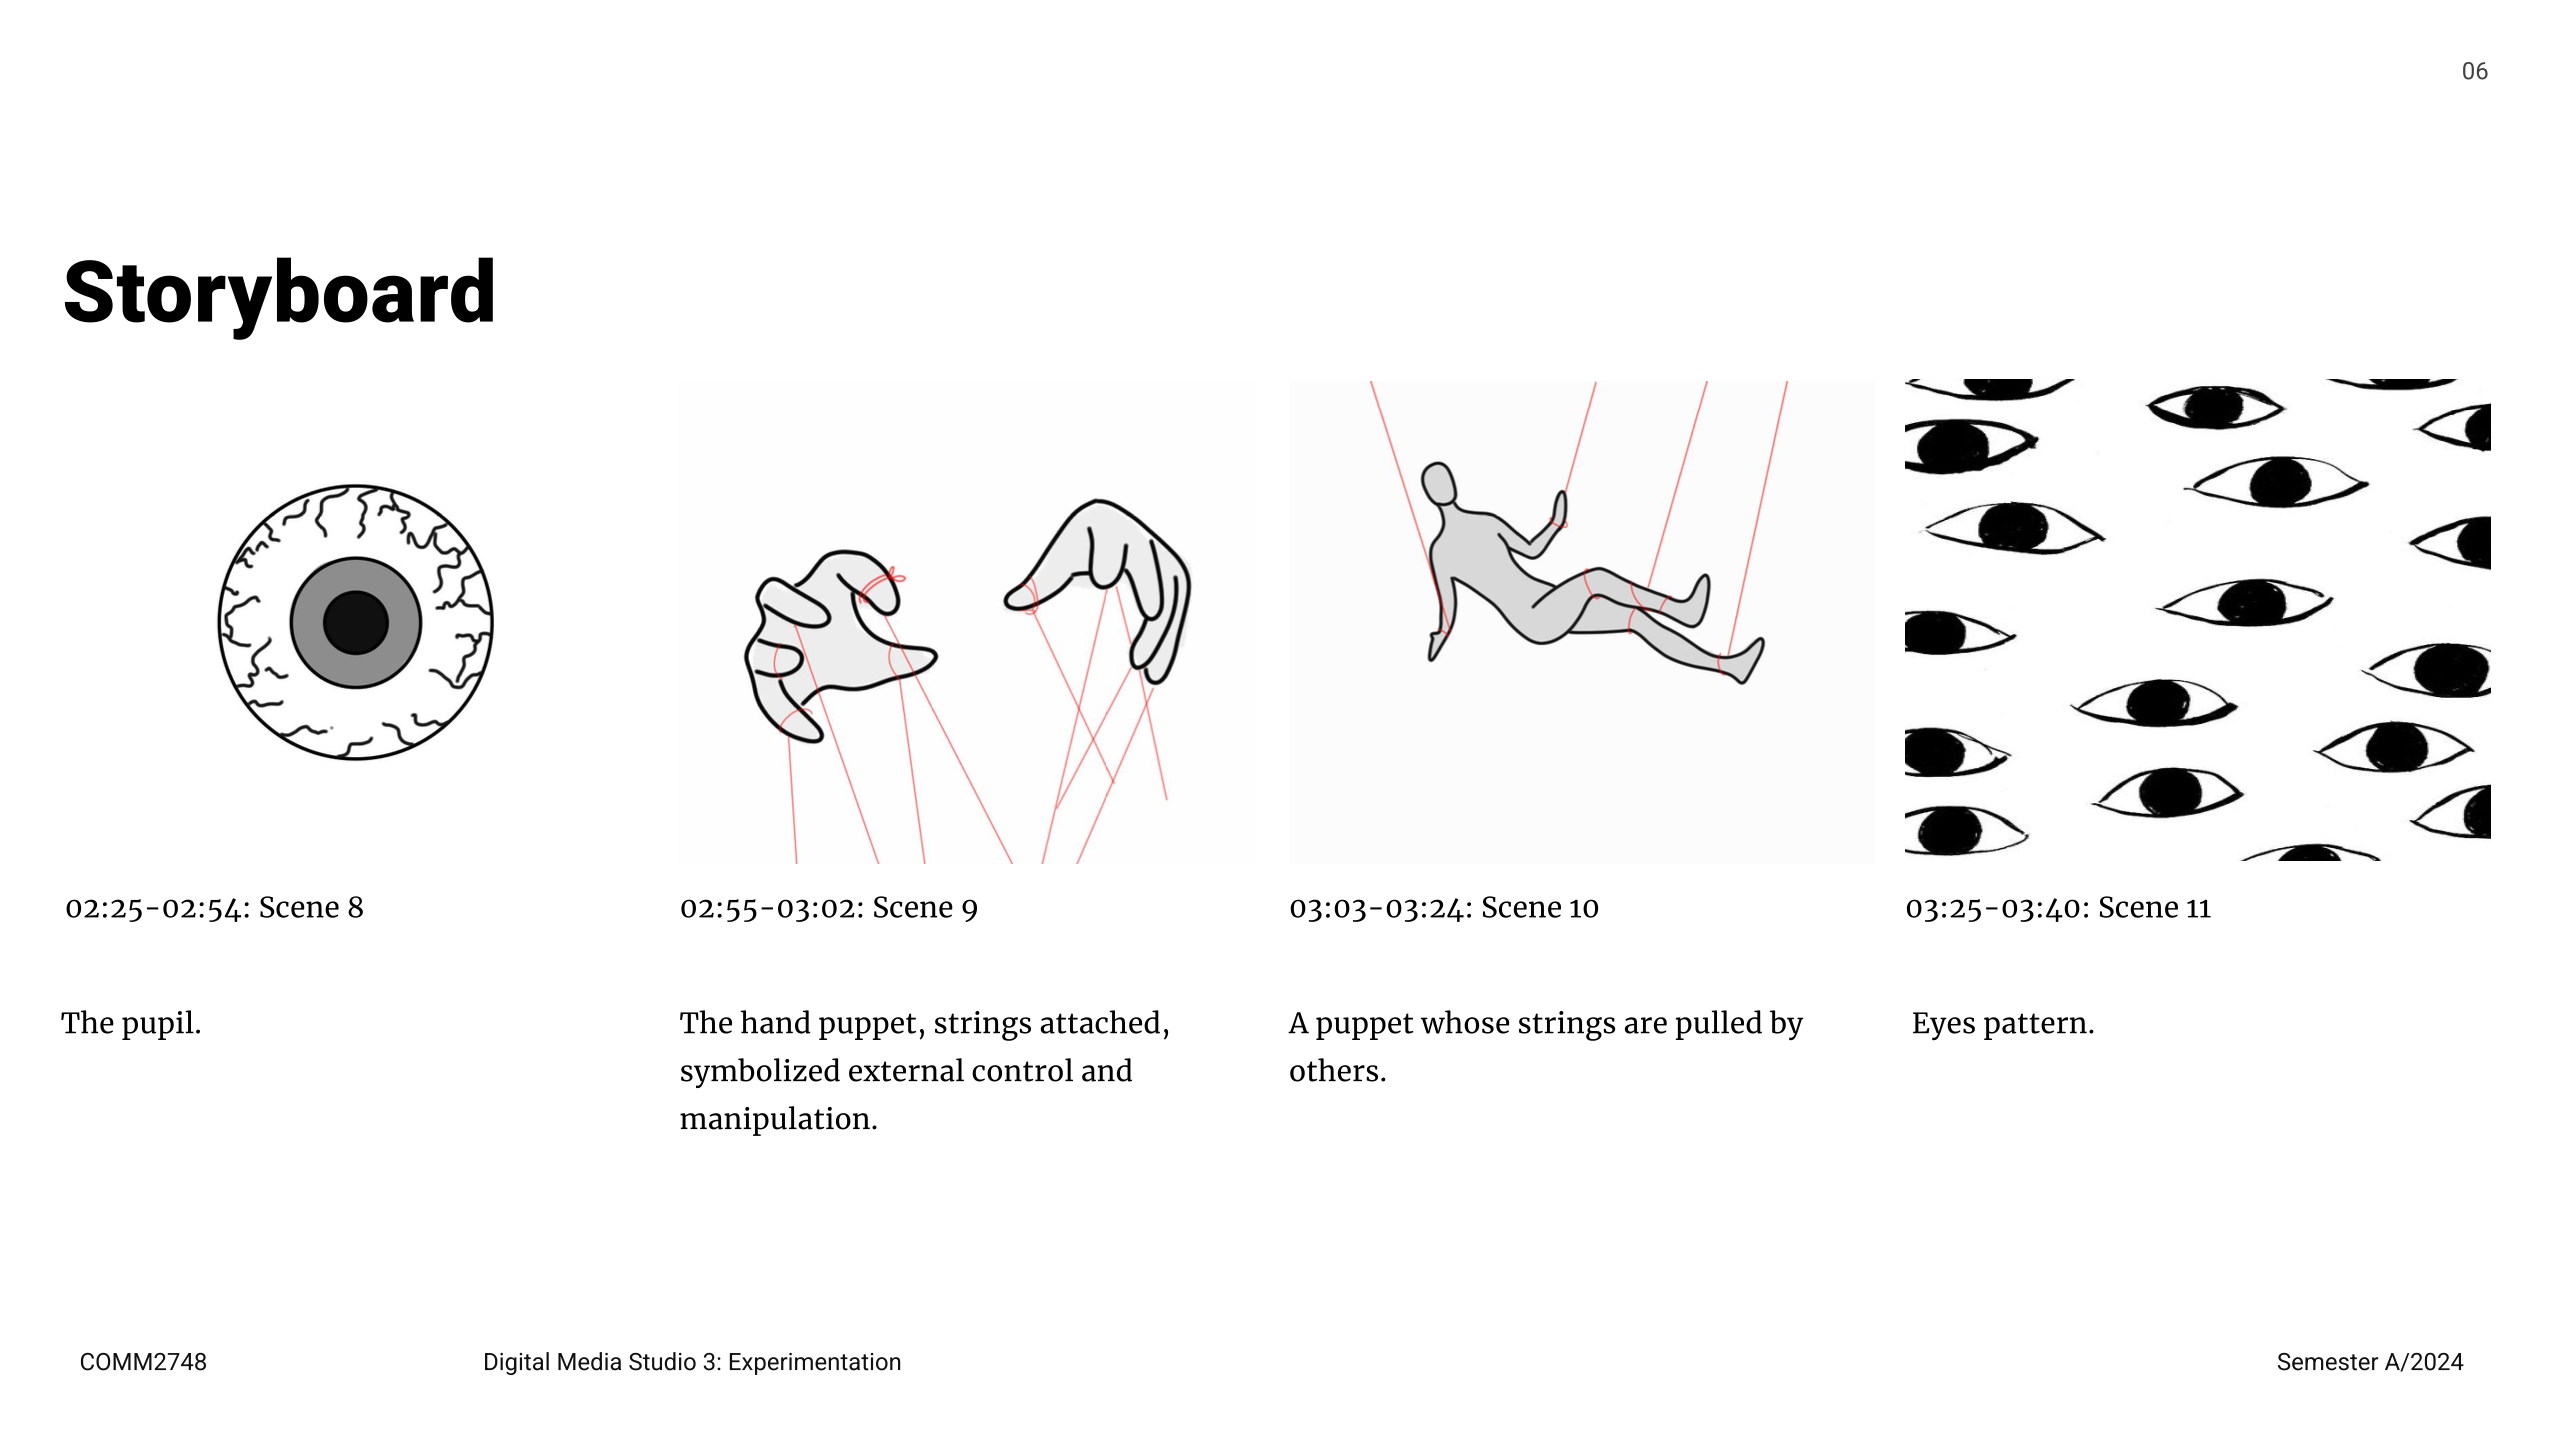 06
Storyboard
02:25-02:54: Scene 8
The pupil.
02:55-03:02: Scene 9
The hand puppet, strings attached,
symbolized external control and
manipulation.
03:03-03:24: Scene 10
A puppet whose strings are pulled by
others.
03:25-03:40: Scene 11
Eyes pattern.
COMM2748
Digital Media Studio 3: Experimentation
Semester A/2024